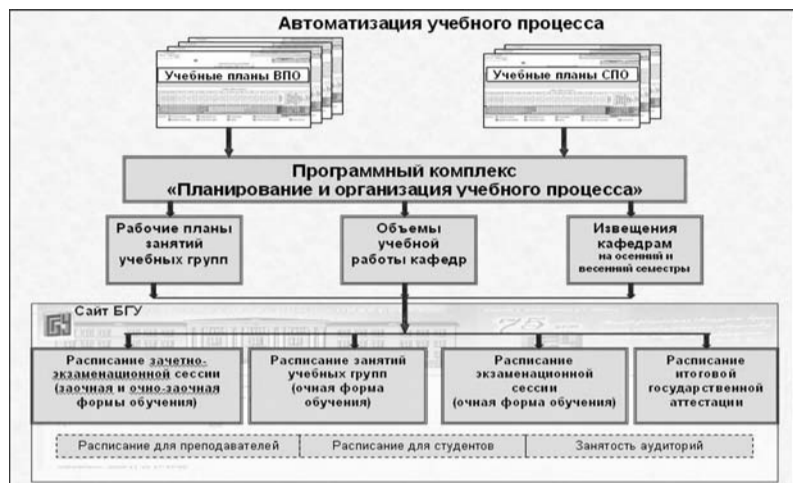 Автоматизация учебного процесса
Учебные планы ВПО
Учебные планы СПО
Программный комплекс
«Планирование и организация учебного процесса»
Рабочие планы
занятий
учебных групп
Объемы
учебной
работы кафедр
Извещения
кафедрам
на осенний и
весенний семестры
Сайт БГУ
75
Расписание зачетно-
экзаменационной сессии
(заочная и очно-заочная
формы обучения)
Расписание занятий
учебных групп
(очная форма
обучения)
Расписание
экзаменационной
сессии
(очная форма обучения)
Расписание
итоговой
государственной
аттестации
Расписание для преподавателей
Расписание для студентов
Занятость аудиторий